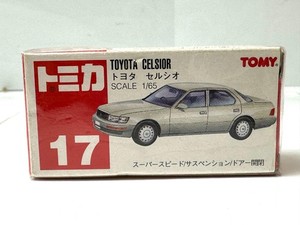 トミカ
17
TOYOTA CELSIOR
トヨタ セルシオ
SCALE 1/65
TOMY.
スーパースピード/サスペンション/ドアー開閉